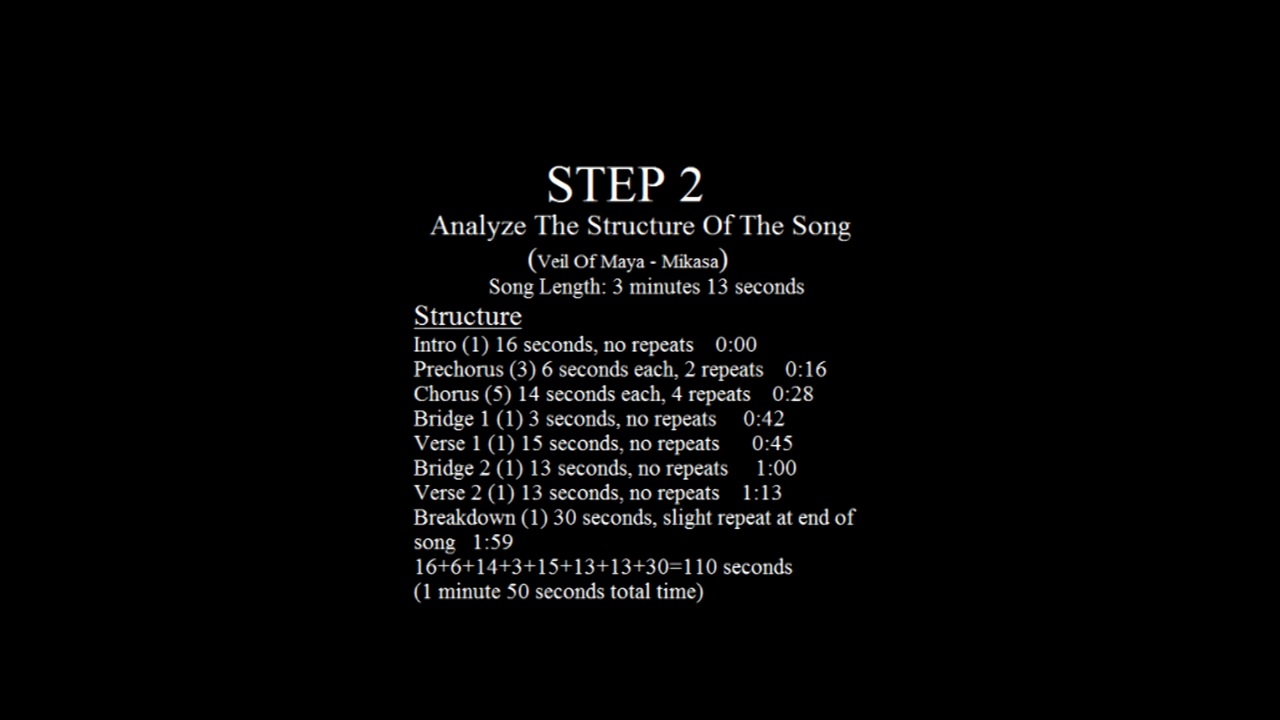 STEP 2
Analyze The Structure Of The Song
(Veil Of Maya - Mikasa)
Song Length: 3 minutes 13 seconds
Structure
Intro (1) 16 seconds, no repeats 0:00
Prechorus (3) 6 seconds each, 2 repeats 0:16
Chorus (5) 14 seconds each, 4 repeats 0:28
Bridge 1 (1) 3 seconds, no repeats 0:42
Verse 1 (1) 15 seconds, no repeats 0:45
Bridge 2 (1) 13 seconds, no repeats 1:00
Verse 2 (1) 13 seconds, no repeats 1:13
Breakdown (1) 30 seconds, slight repeat at end of
song 1:59
16+6+14+3+15+13+13+30=110 seconds
(1 minute 50 seconds total time)